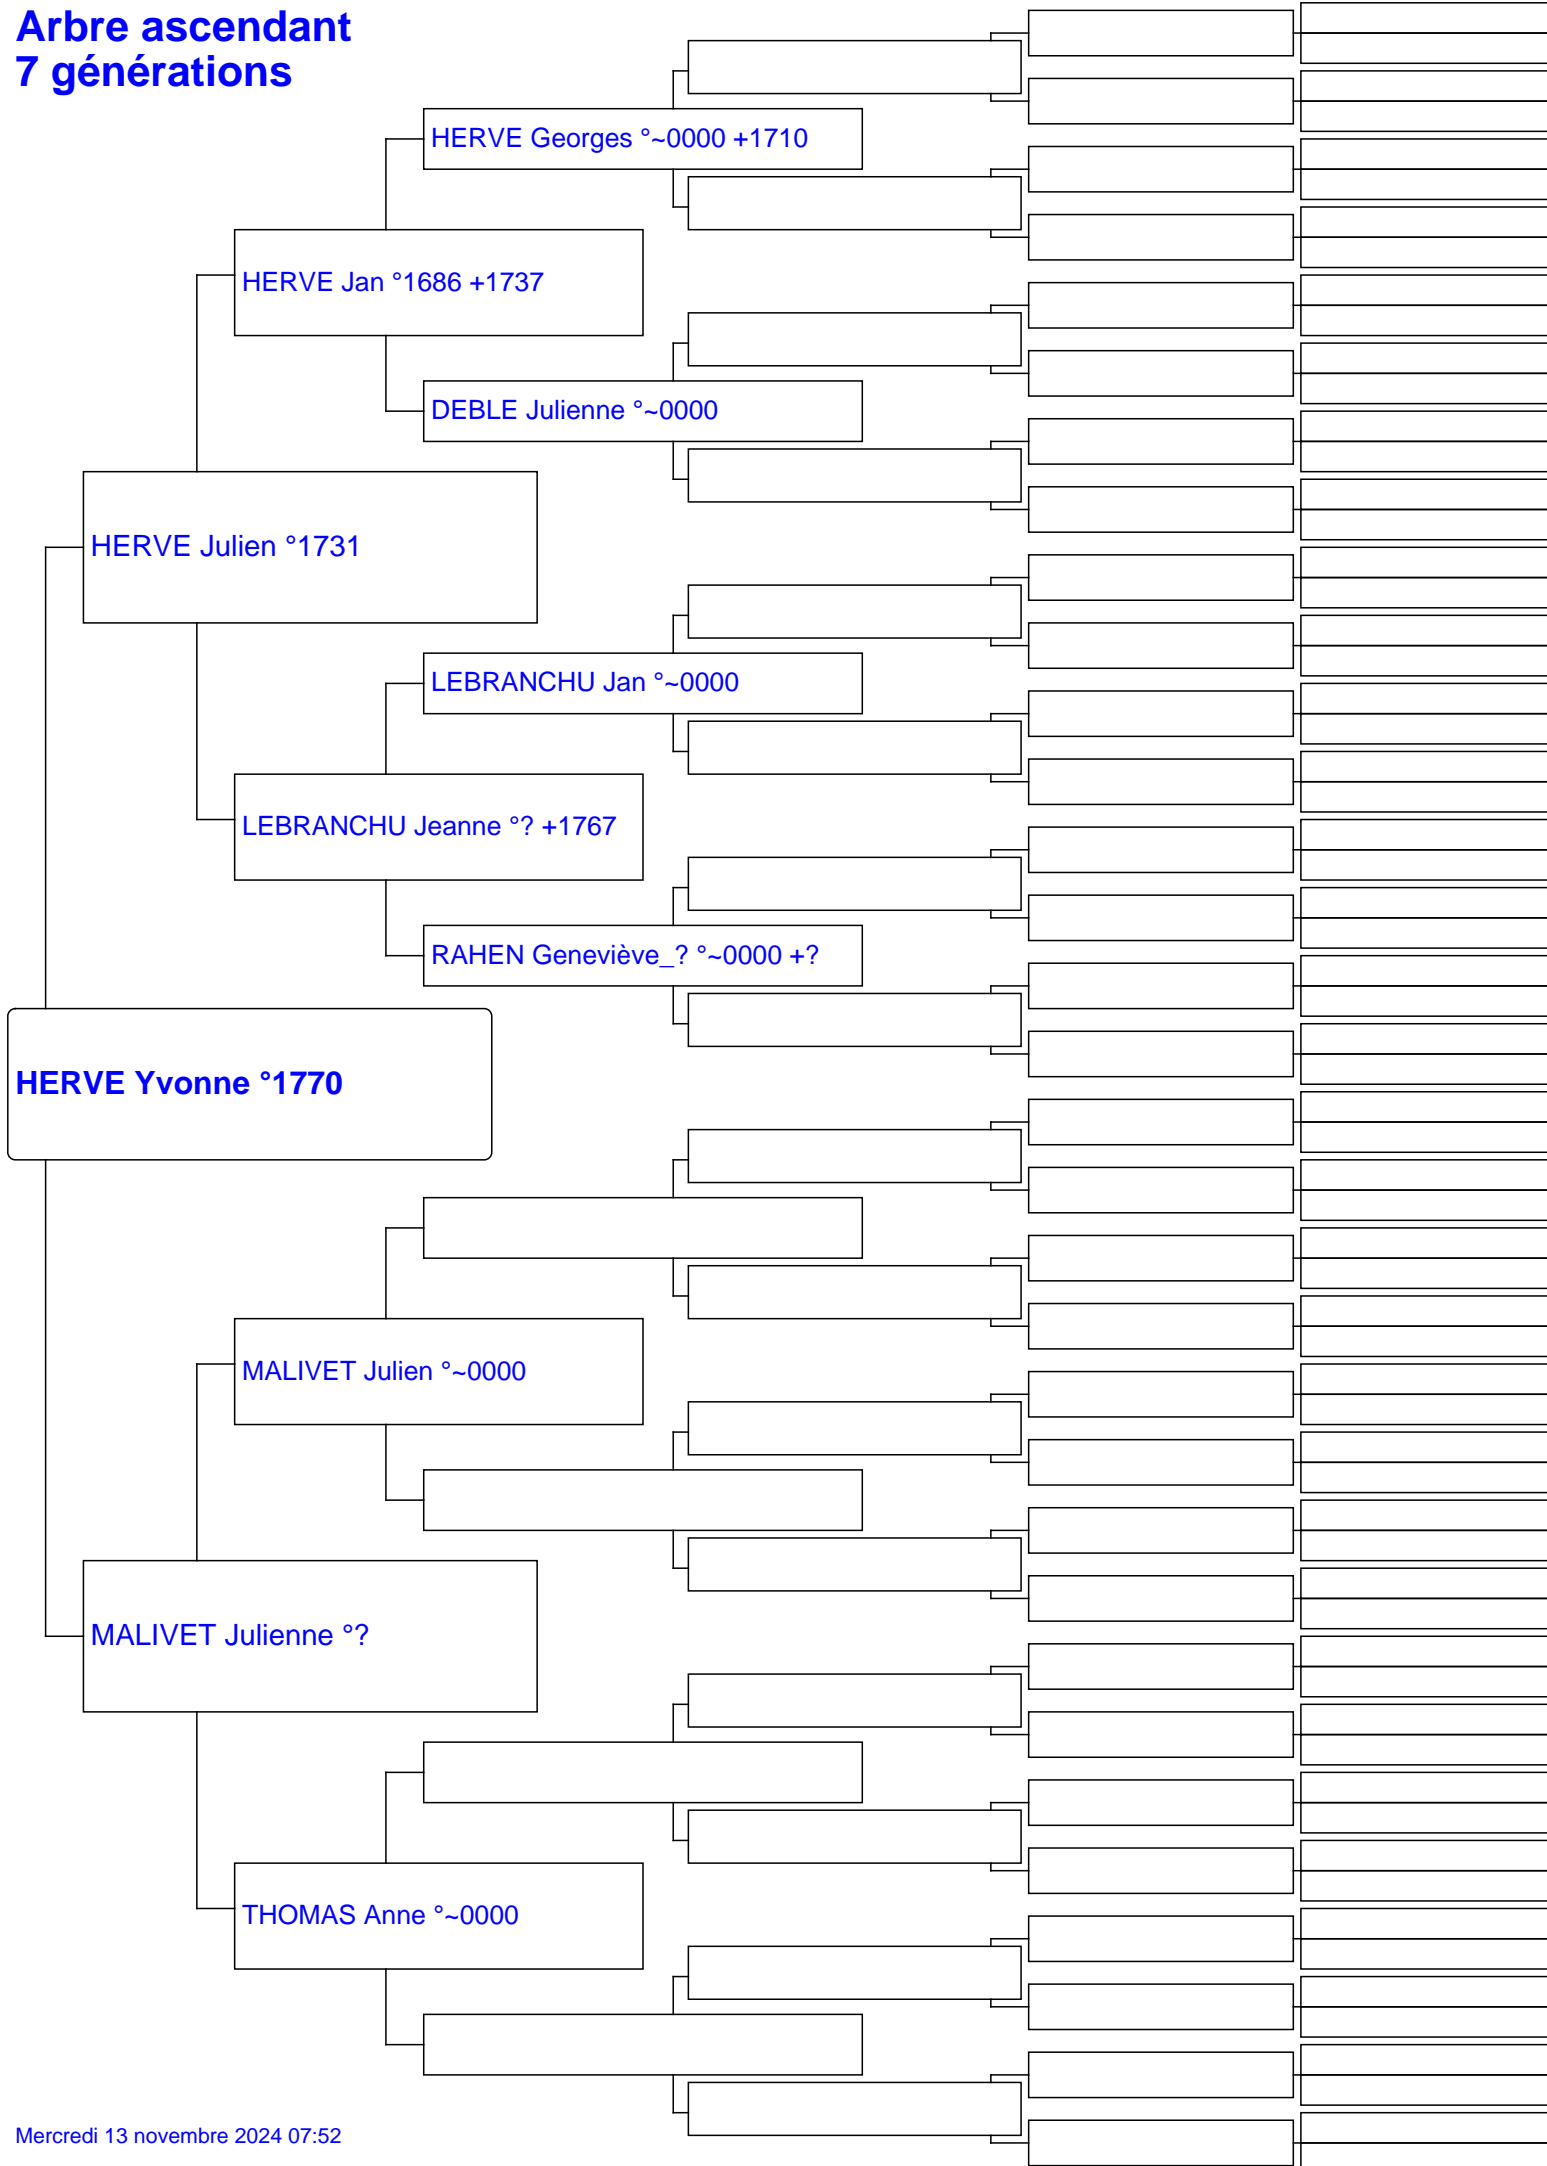 Arbre ascendant
7 générations
HERVE Georges °~0000 +1710
HERVE Jan °1686 +1737
DEBLE Julienne °~0000
HERVE Julien °1731
LEBRANCHU Jan °~0000
LEBRANCHU Jeanne °? +1767
RAHEN Geneviève_? °~0000 +?
HERVE Yvonne °1770
MALIVET Julien °~0000
MALIVET Julienne °?
THOMAS Anne °~0000
Mercredi 13 novembre 2024 07:52